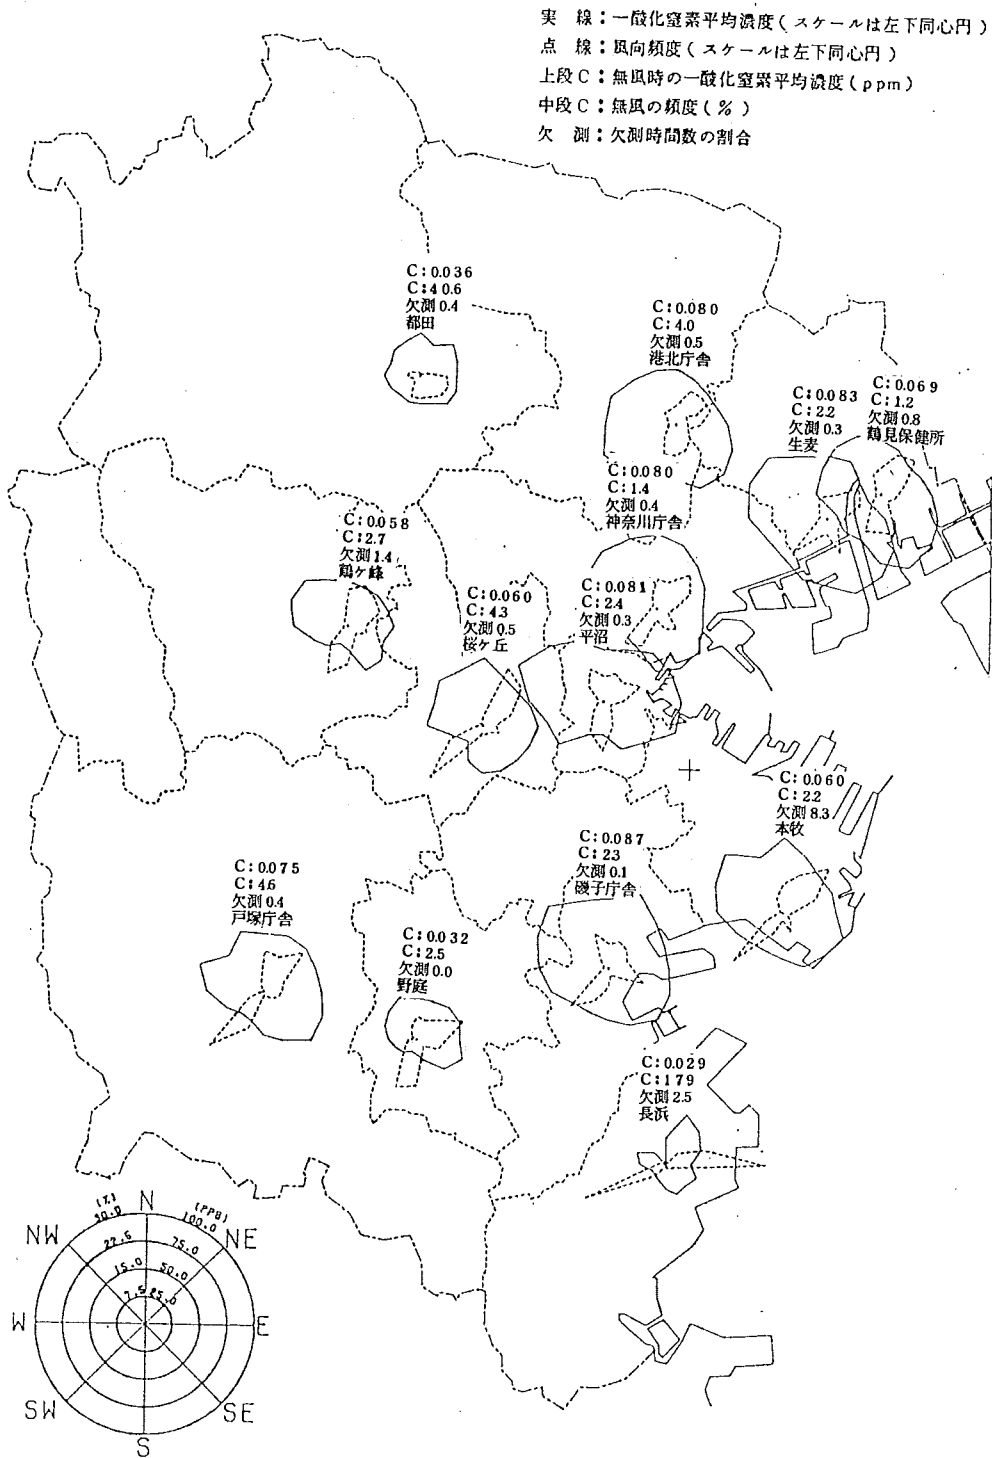 実　線：一酸化窒素平均濃度（スケールは左下同心円）
点　線：風向頻度（スケールは左下同心円）
上段C：無風時の一酸化窒素平均濃度（ppm）
中段C：無風の頻度（％）
欠　測：欠測時間数の割合
C：0.036
C：40.6
欠測0.4
都田
C：0.080
C：4.0
欠測0.5
港北庁舎
C：0.083
C：2.2
欠測0.3
生麦
C：0.069
C：1.2
欠測0.8
鶴見保健所
C：0.080
C：1.4
欠測0.4
神奈川庁舎
C：0.058
C：2.7
欠測1.4
鶴ケ峰
C：0.060
C：4.3
欠測0.5
桜ケ丘
C：0.081
C：2.4
欠測0.3
平沼
C：0.060
C：2.2
欠測8.3
本牧
C：0.087
C：23
欠測0.1
磯子庁舎
C：0.075
C：4.6
欠測0.4
戸塚庁舎
C：0.032
C：2.5
欠測0.0
野庭
C：0.029
C：179
欠測2.5
長浜
(%) N (PPB)
30.0 100.0
NW 22.5 75.0 NE
15.0 50.0
7.5 25.0
W E
SW SE
S